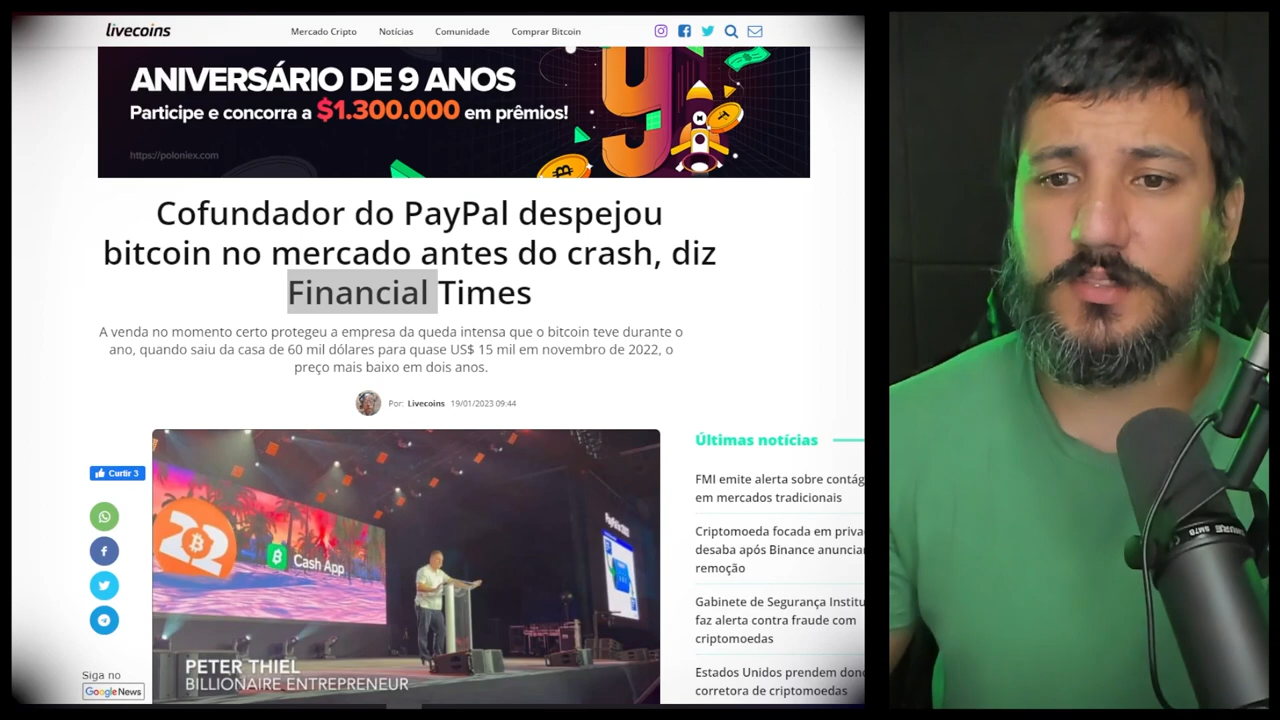 livecoins
Mercado Cripto Notícias Comunidade Comprar Bitcoin
ANIVERSÁRIO DE 9 ANOS
Participe e concorra a $1.300.000 em prêmios!
https://poloniex.com
9
Cofundador do PayPal despejou
bitcoin no mercado antes do crash, diz
Financial Times
A venda no momento certo protegeu a empresa da queda intensa que o bitcoin teve durante o
ano, quando saiu da casa de 60 mil dólares para quase US$ 15 mil em novembro de 2022, o
preço mais baixo em dois anos.
Por: Livecoins 19/01/2023 09:44
Curtir 3
Siga no
Google News
22
Cash App
PETER THIEL
BILLIONAIRE ENTREPRENEUR
Últimas notícias
FMI emite alerta sobre contág
em mercados tradicionais
Criptomoeda focada em priva
desaba após Binance anunciar
remoção
Gabinete de Segurança Institu
faz alerta contra fraude com
criptomoedas
Estados Unidos prendem dono
corretora de criptomoedas
SHURE SM7B